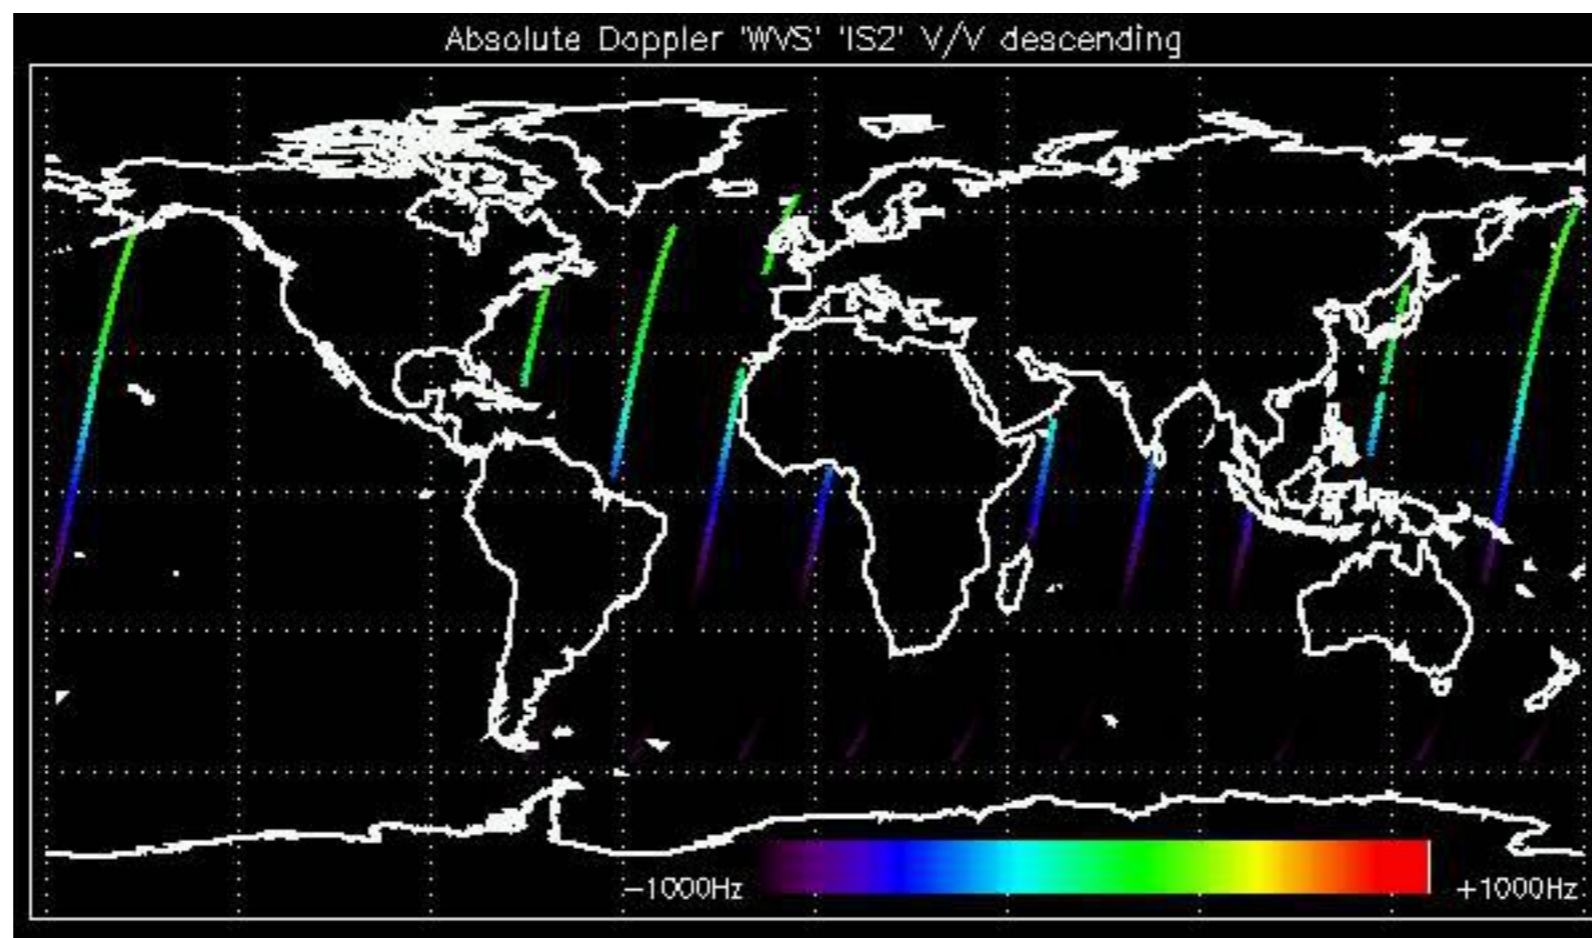 Absolute Doppler 'WVS' 'IS2' V/V descending
-1000Hz +1000Hz